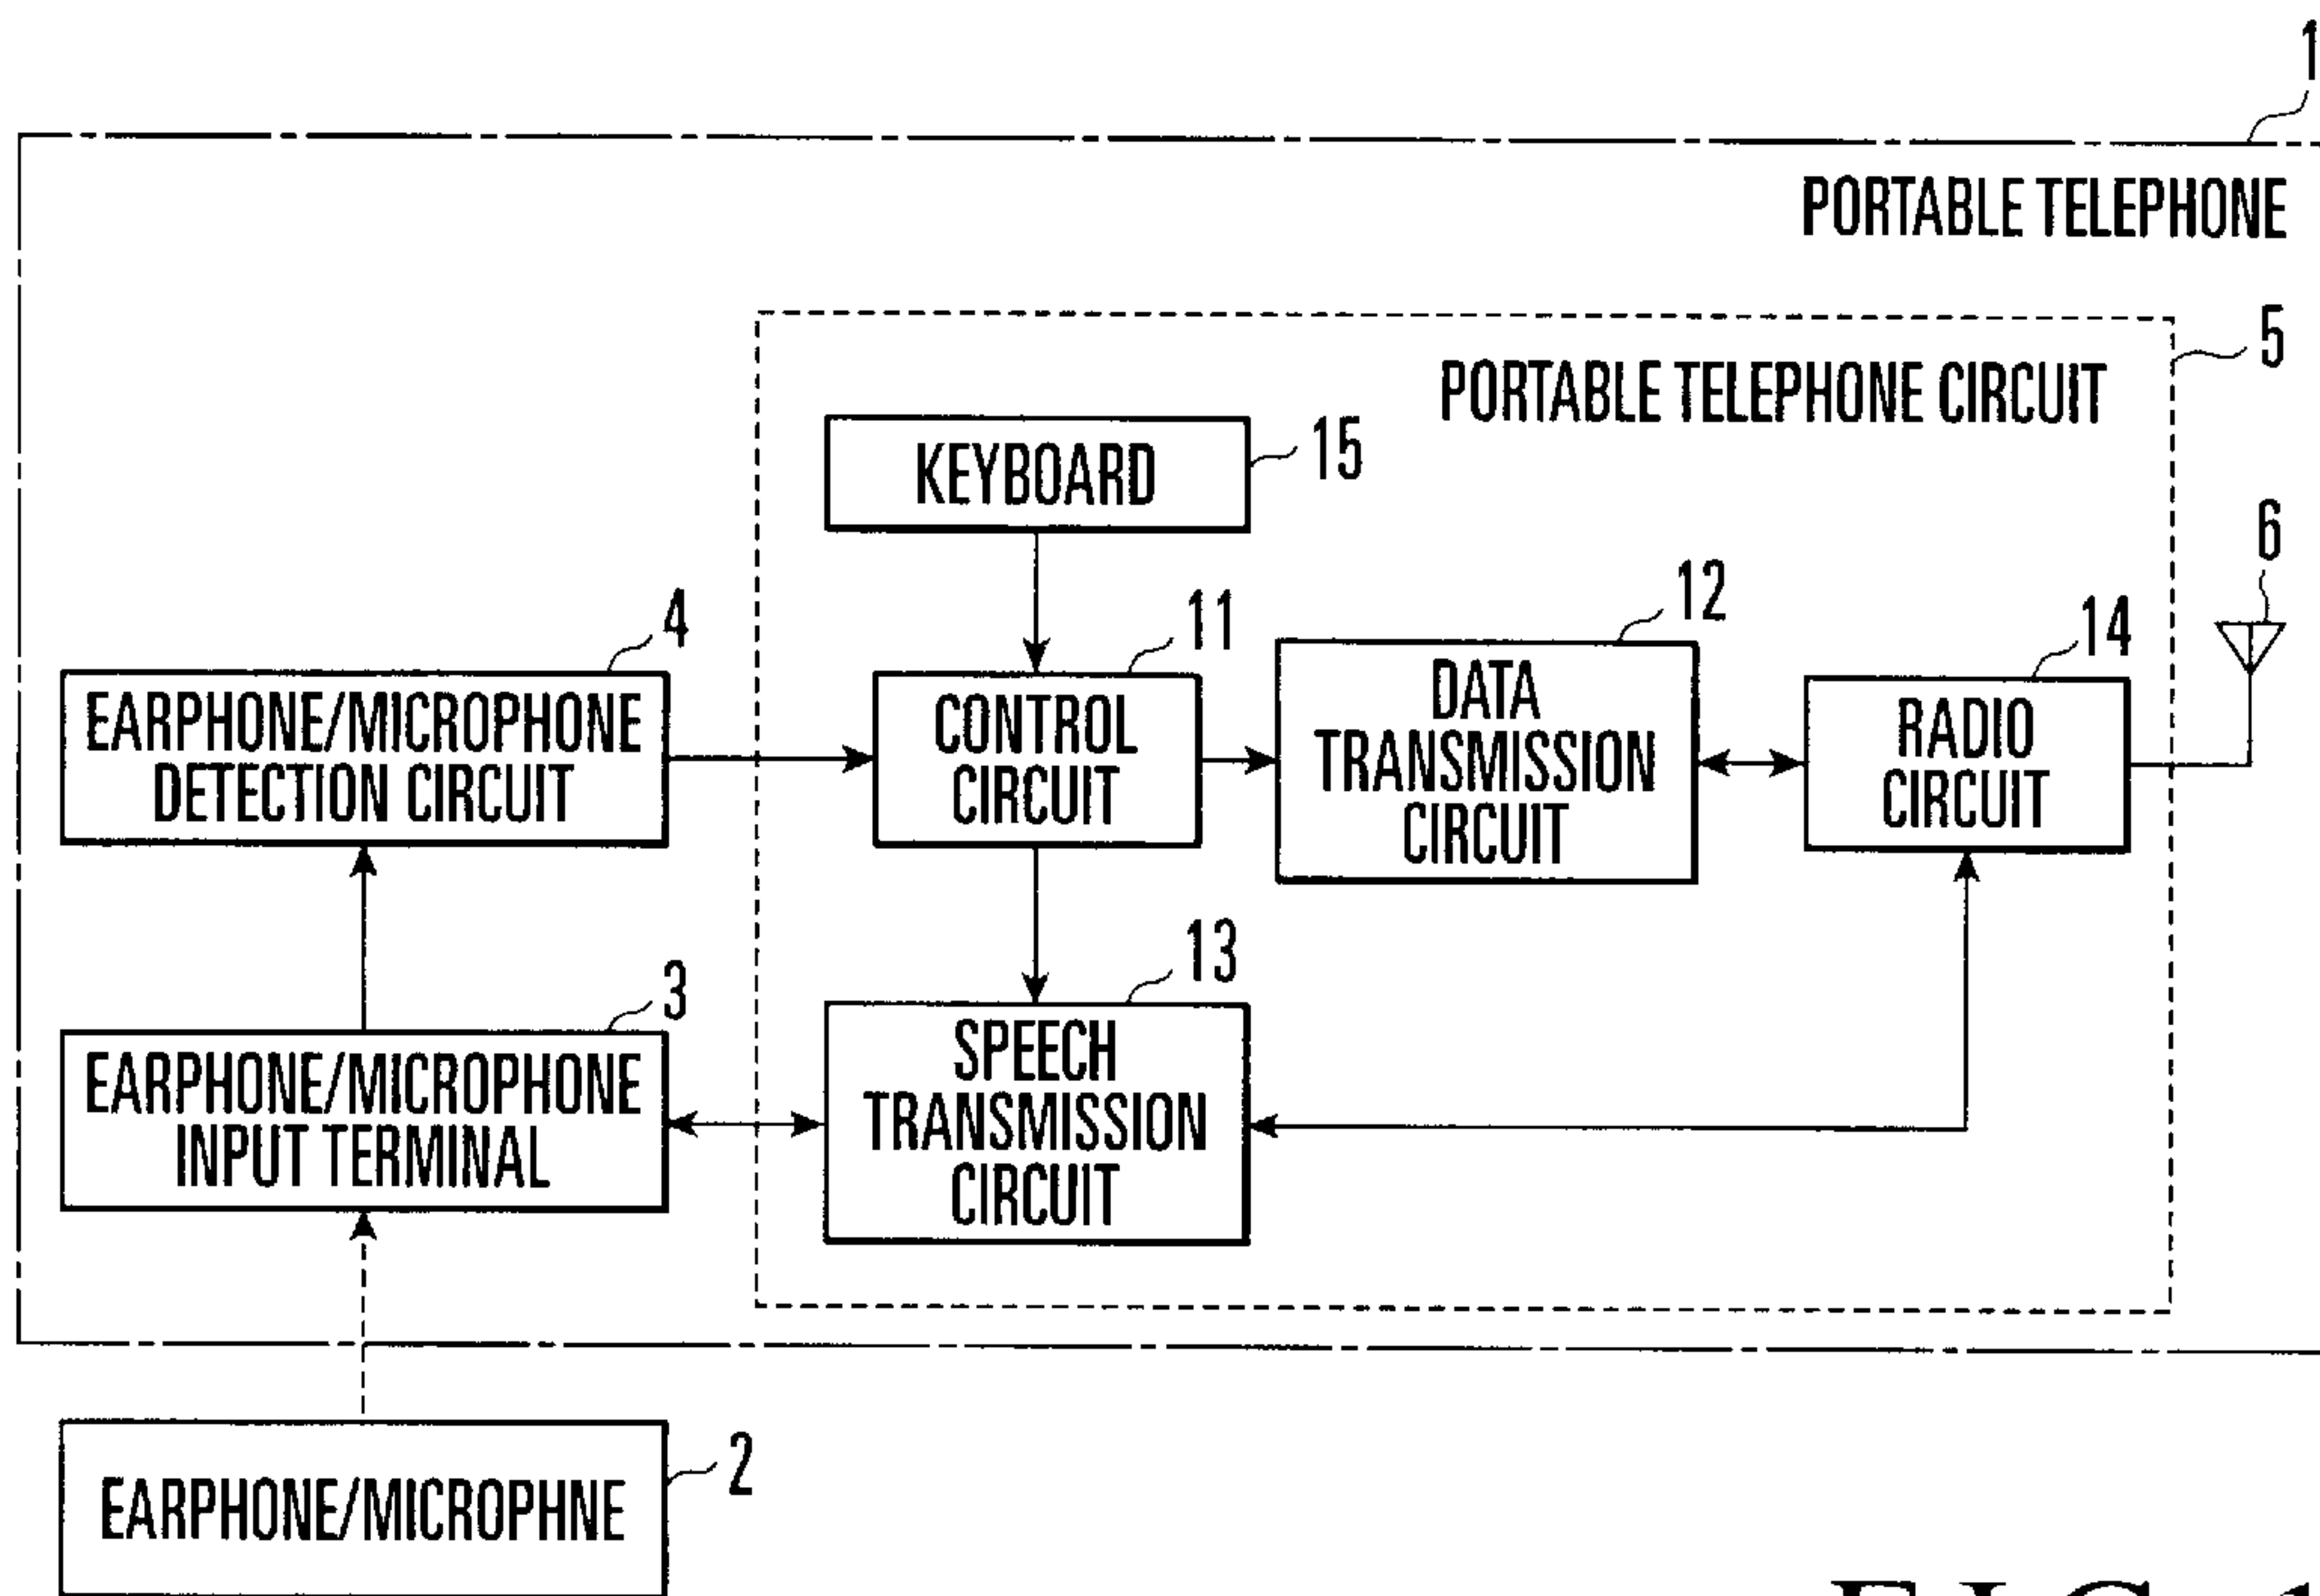 1
PORTABLE TELEPHONE
5
PORTABLE TELEPHONE CIRCUIT
KEYBOARD
15
6
4
11
12
14
EARPHONE/MICROPHONE
DETECTION CIRCUIT
CONTROL
CIRCUIT
DATA
TRANSMISSION
CIRCUIT
RADIO
CIRCUIT
3
13
EARPHONE/MICROPHONE
INPUT TERMINAL
SPEECH
TRANSMISSION
CIRCUIT
2
EARPHONE/MICROPHNE